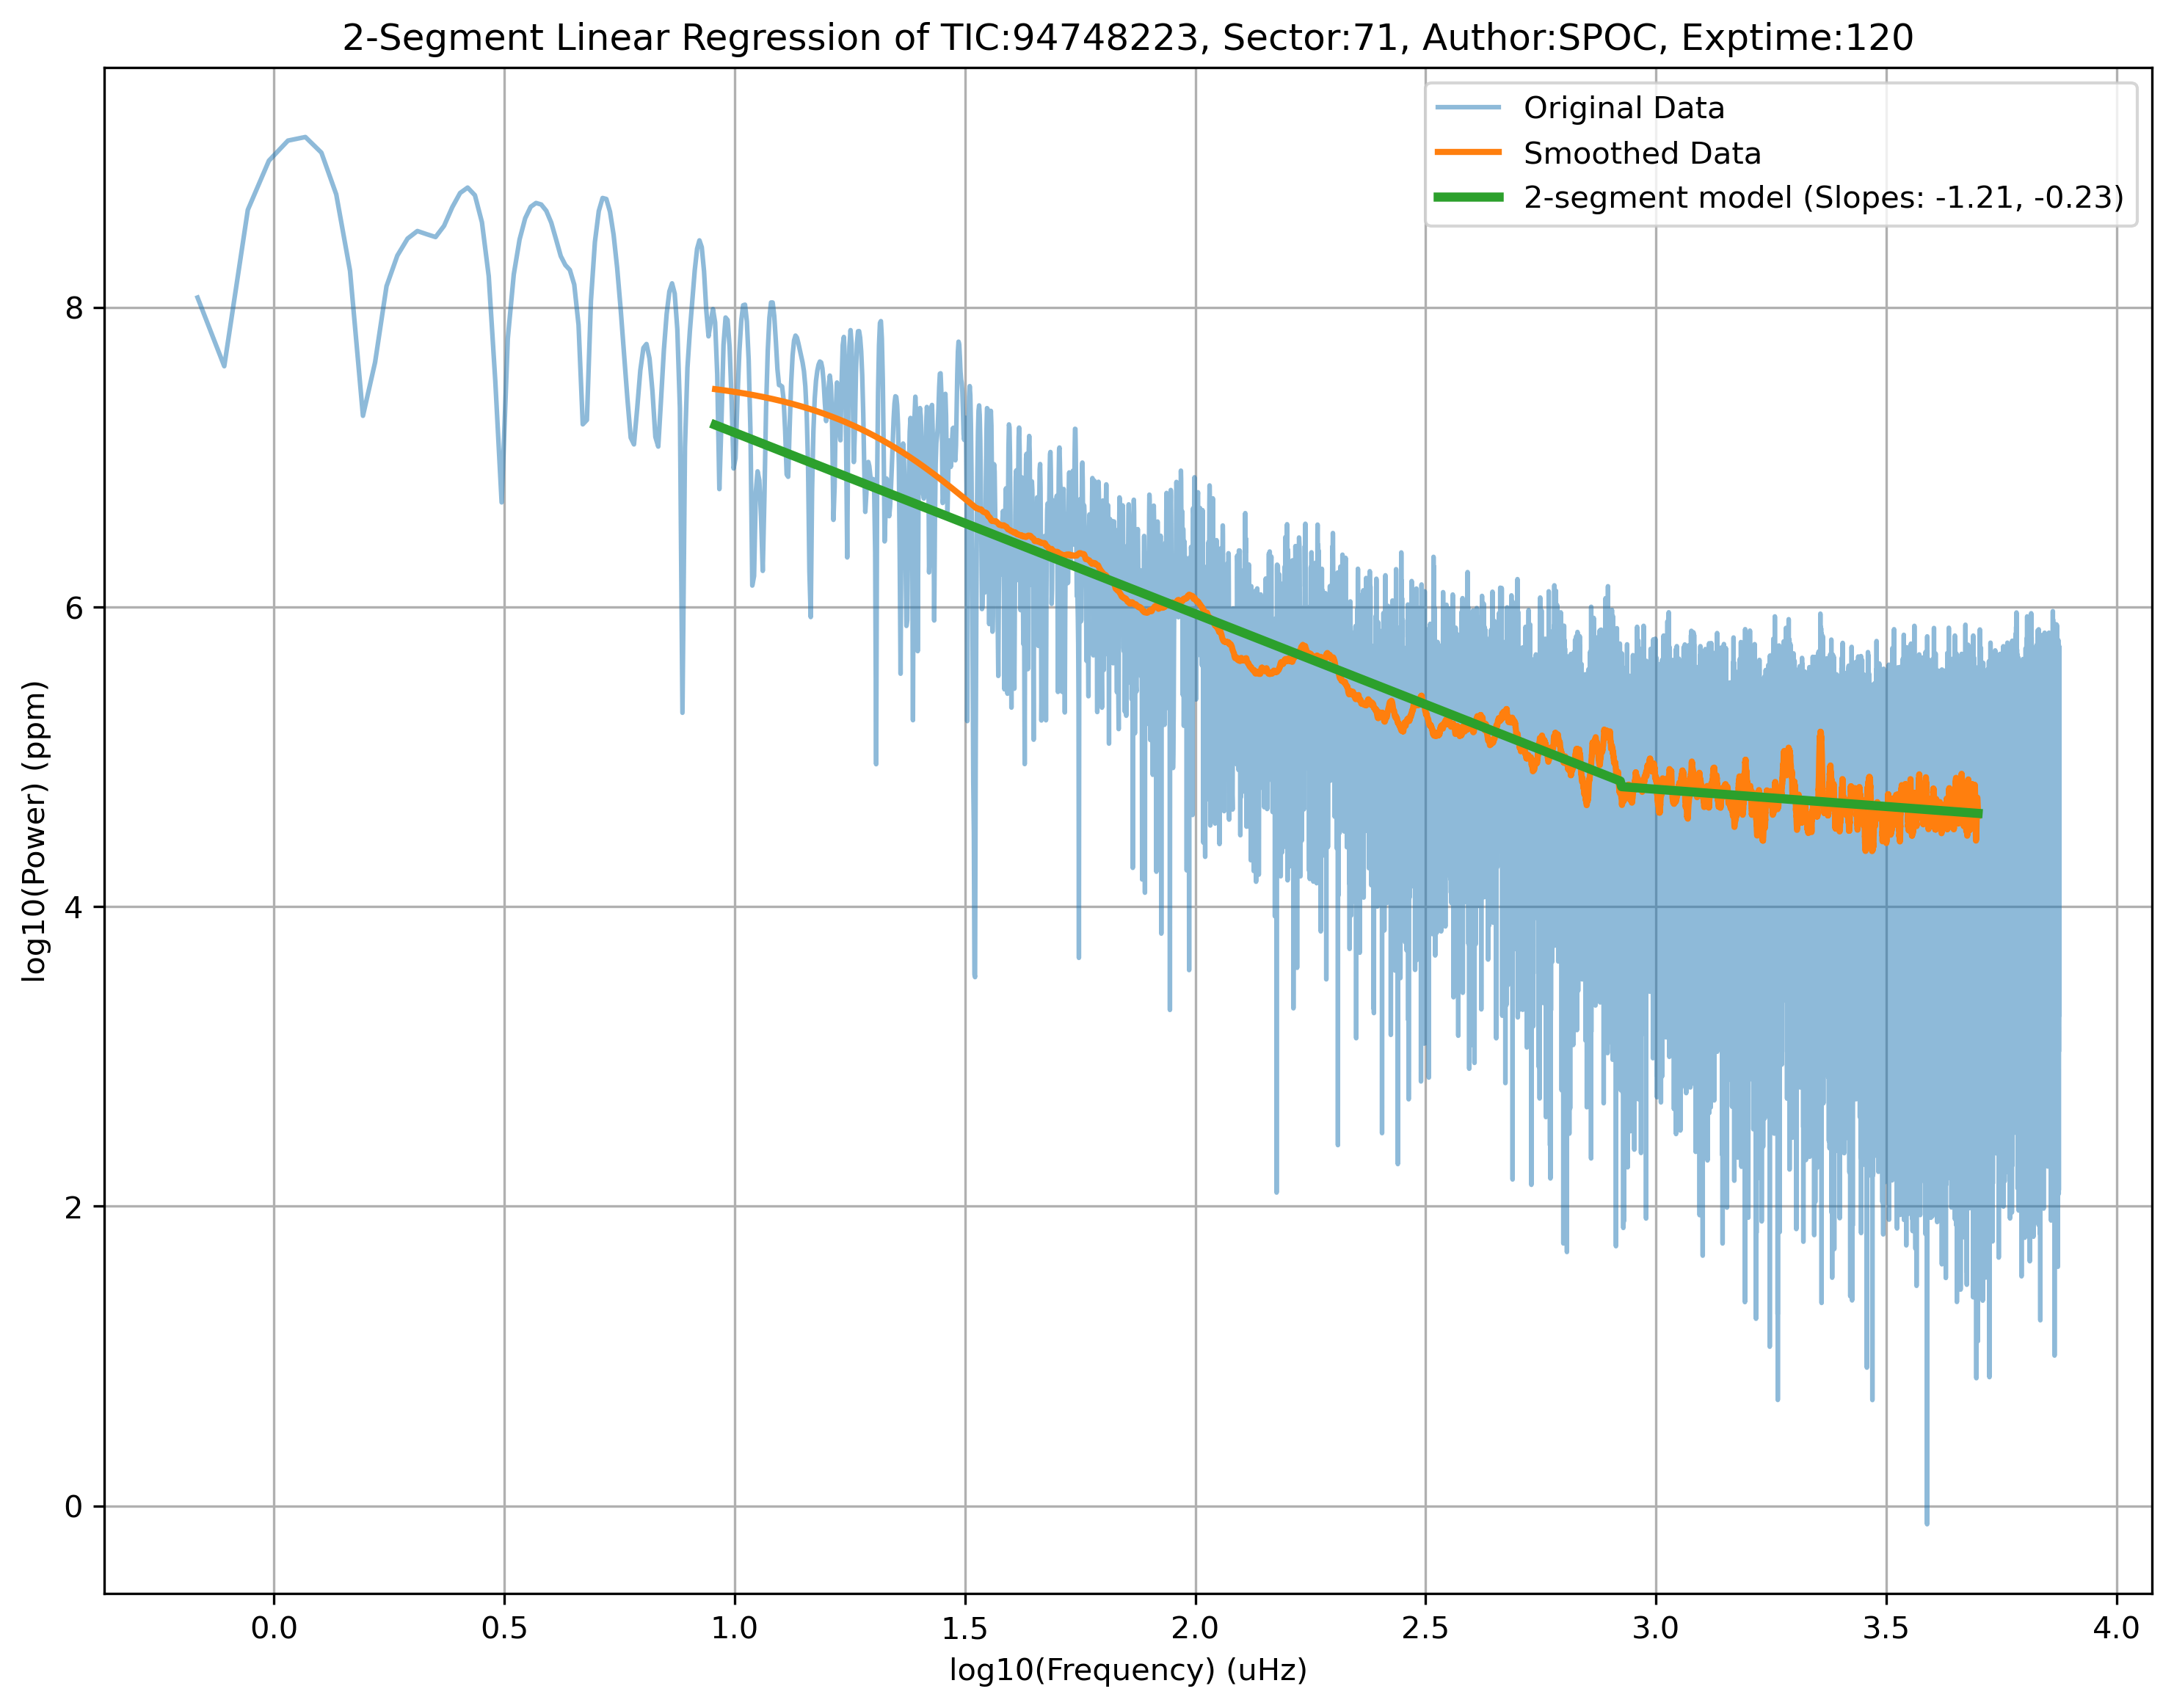 2-Segment Linear Regression of TIC:94748223, Sector:71, Author:SPOC, Exptime:120
Original Data
Smoothed Data
2-segment model (Slopes: -1.21, -0.23)
log10(Power) (ppm)
8
6
4
2
0
0.0 0.5 1.0 1.5 2.0 2.5 3.0 3.5 4.0
log10(Frequency) (uHz)